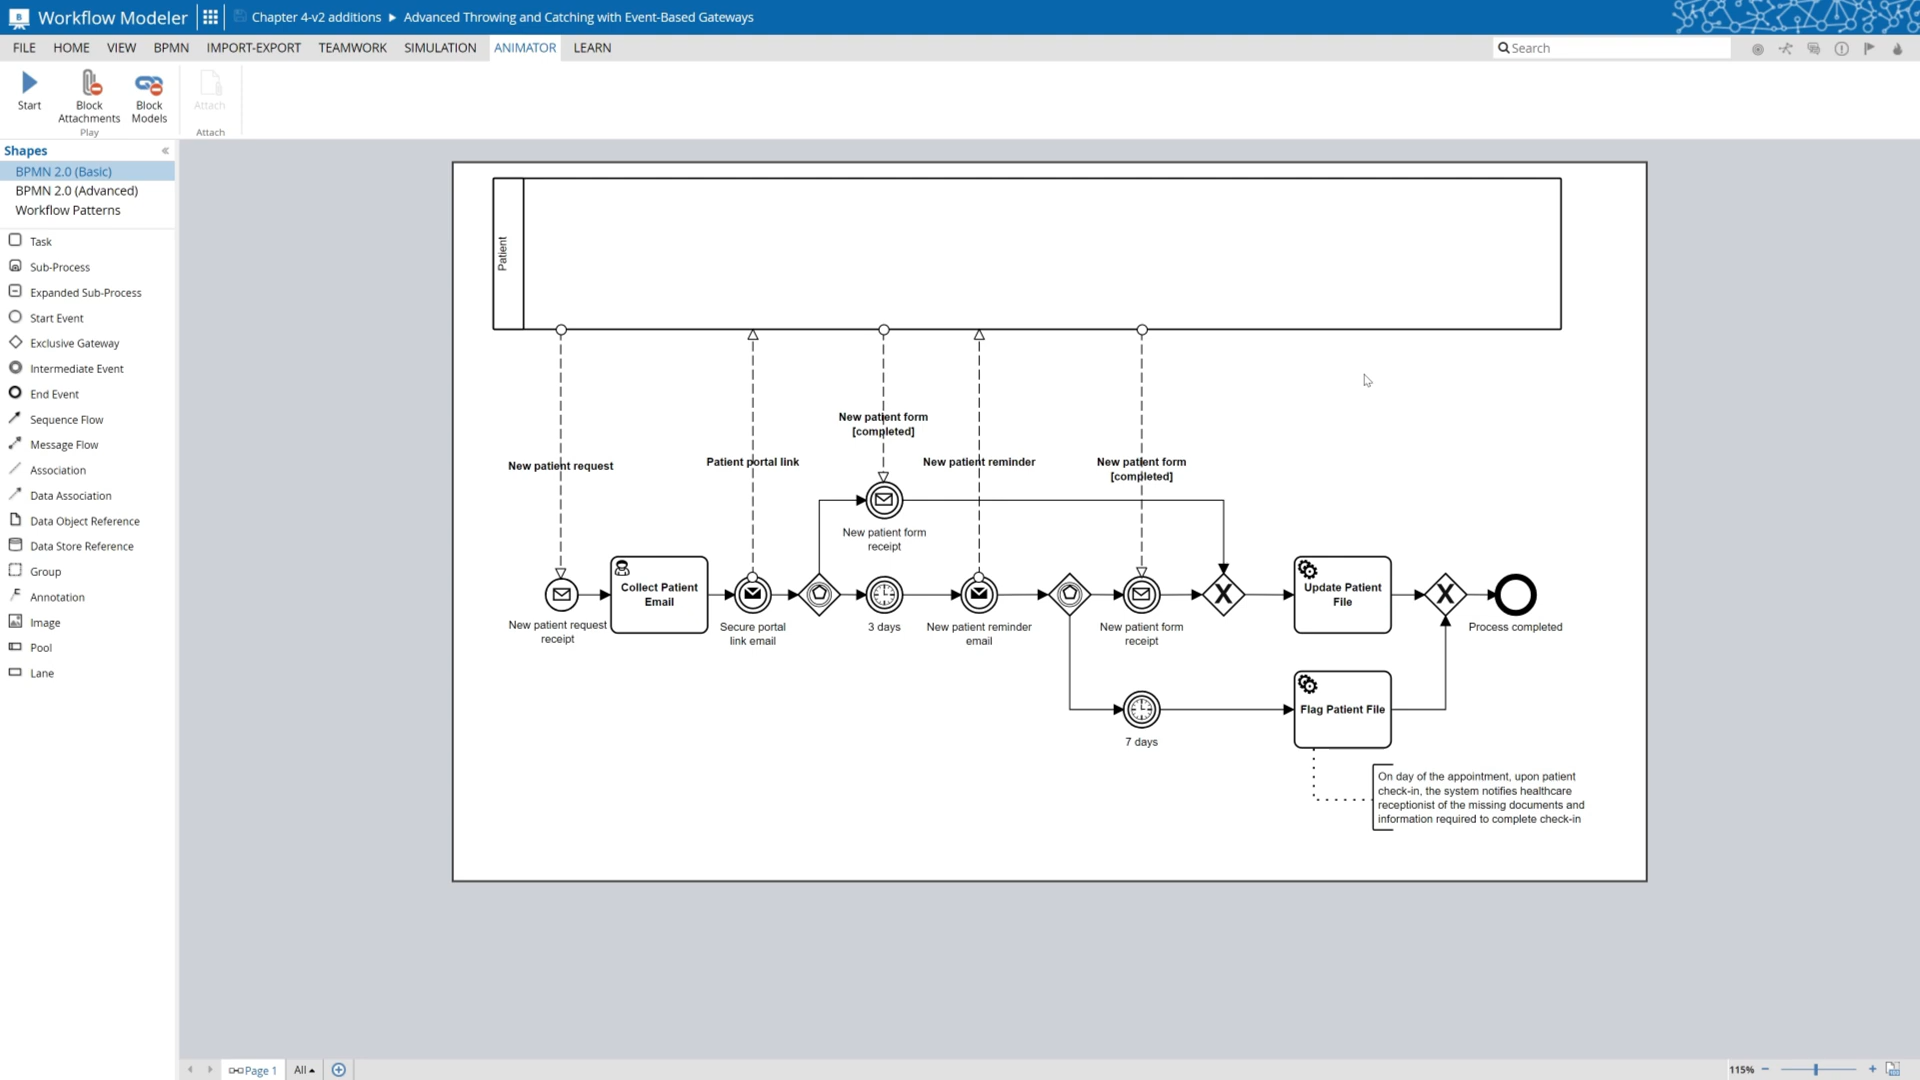 Workflow Modeler
Chapter 4-v2 additions ▶ Advanced Throwing and Catching with Event-Based Gateways
FILE HOME VIEW BPMN IMPORT-EXPORT TEAMWORK SIMULATION ANIMATOR LEARN
Search
Start
Block
Attachments
Block
Models
Attach
Play
Attach
Shapes
BPMN 2.0 (Basic)
BPMN 2.0 (Advanced)
Workflow Patterns
Task
Sub-Process
Expanded Sub-Process
Start Event
Exclusive Gateway
Intermediate Event
End Event
Sequence Flow
Message Flow
Association
Data Association
Data Object Reference
Data Store Reference
Group
Annotation
Image
Pool
Lane
Patient
New patient request
Patient portal link
New patient form
[completed]
New patient reminder
New patient form
[completed]
New patient form
receipt
New patient request
receipt
Collect Patient
Email
Secure portal
link email
3 days
New patient reminder
email
New patient form
receipt
X
Update Patient
File
X
Process completed
7 days
Flag Patient File
On day of the appointment, upon patient
check-in, the system notifies healthcare
receptionist of the missing documents and
information required to complete check-in
Page 1
All
115%